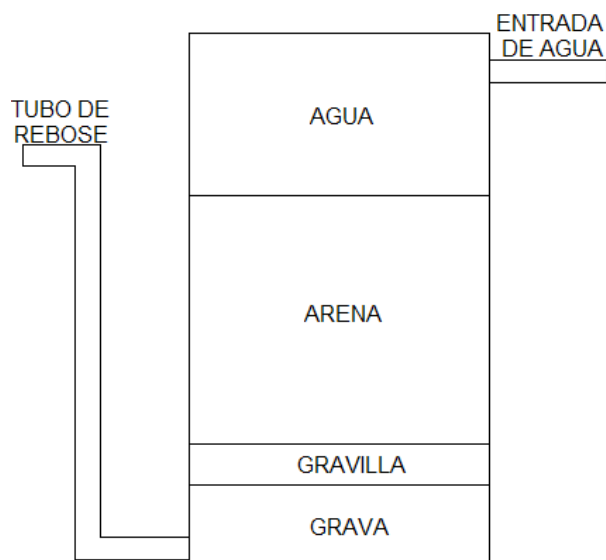 ENTRADA
DE AGUA
TUBO DE
REBOSE
AGUA
ARENA
GRAVILLA
GRAVA